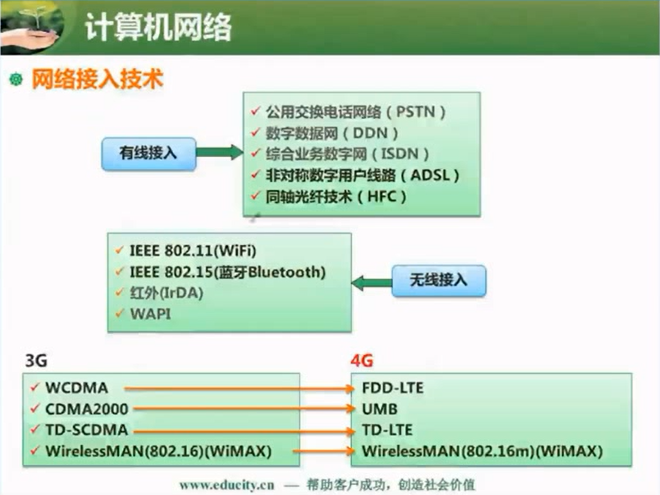 计算机网络
网络接入技术
有线接入
公用交换电话网络（PSTN）
数字数据网（DDN）
综合业务数字网（ISDN）
非对称数字用户线路（ADSL）
同轴光纤技术（HFC）
IEEE 802.11(WiFi)
IEEE 802.15(蓝牙Bluetooth)
红外(IrDA)
WAPI
无线接入
3G
WCDMA
CDMA2000
TD-SCDMA
WirelessMAN(802.16)(WiMAX)
4G
FDD-LTE
UMB
TD-LTE
WirelessMAN(802.16m)(WiMAX)
www.educity.cn — 帮助客户成功，创造社会价值